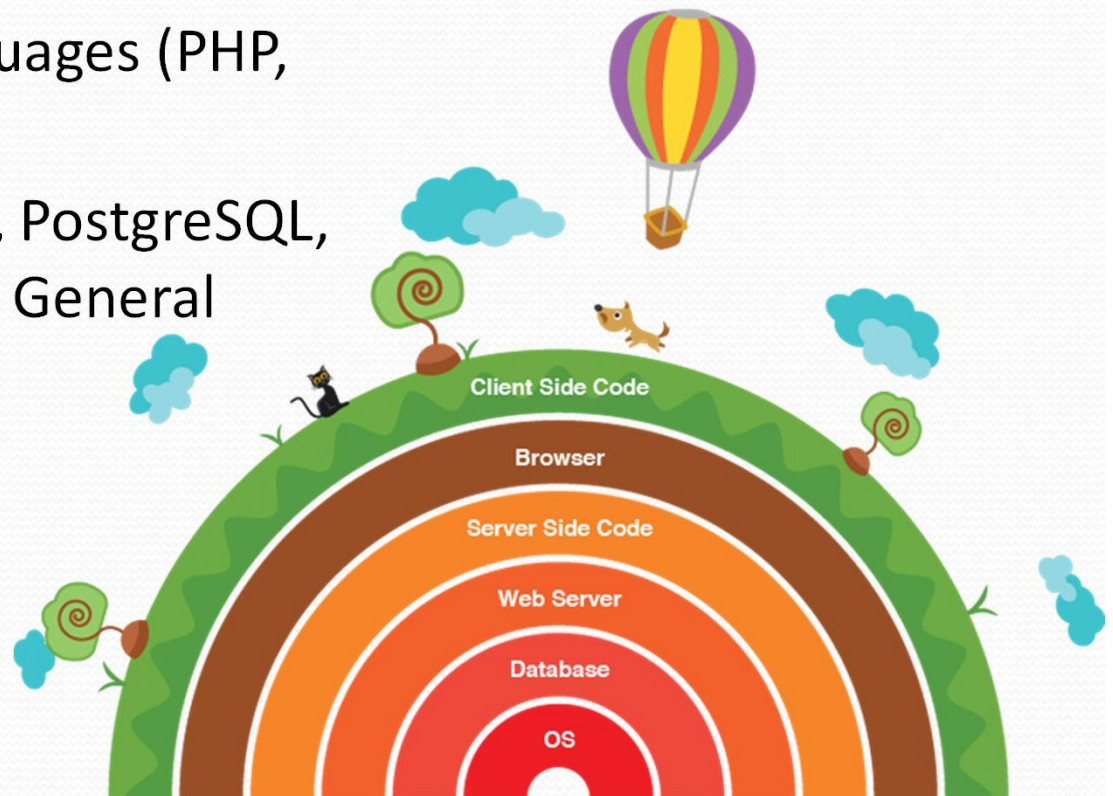 uages (PHP,
, PostgreSQL,
General
Client Side Code
Browser
Server Side Code
Web Server
Database
OS